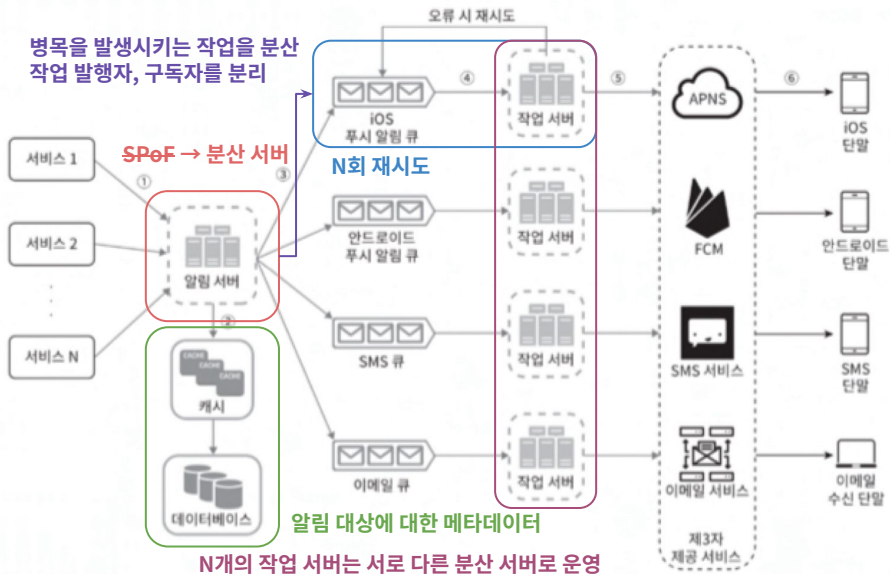 오류 시 재시도
병목을 발생시키는 작업을 분산
작업 발행자, 구독자를 분리
④
⑤
⑥
iOS
푸시 알림 큐
작업 서버
APNS
iOS
단말
서비스 1
①
SPoF → 분산 서버
③
N회 재시도
서비스 2
알림 서버
안드로이드
푸시 알림 큐
작업 서버
FCM
안드로이드
단말
②
서비스 N
CACHE
CACHE
CACHE
캐시
SMS 큐
작업 서버
SMS 서비스
SMS
단말
데이터베이스
이메일 큐
작업 서버
이메일 서비스
이메일
수신 단말
알림 대상에 대한 메타데이터
제3자
제공 서비스
N개의 작업 서버는 서로 다른 분산 서버로 운영